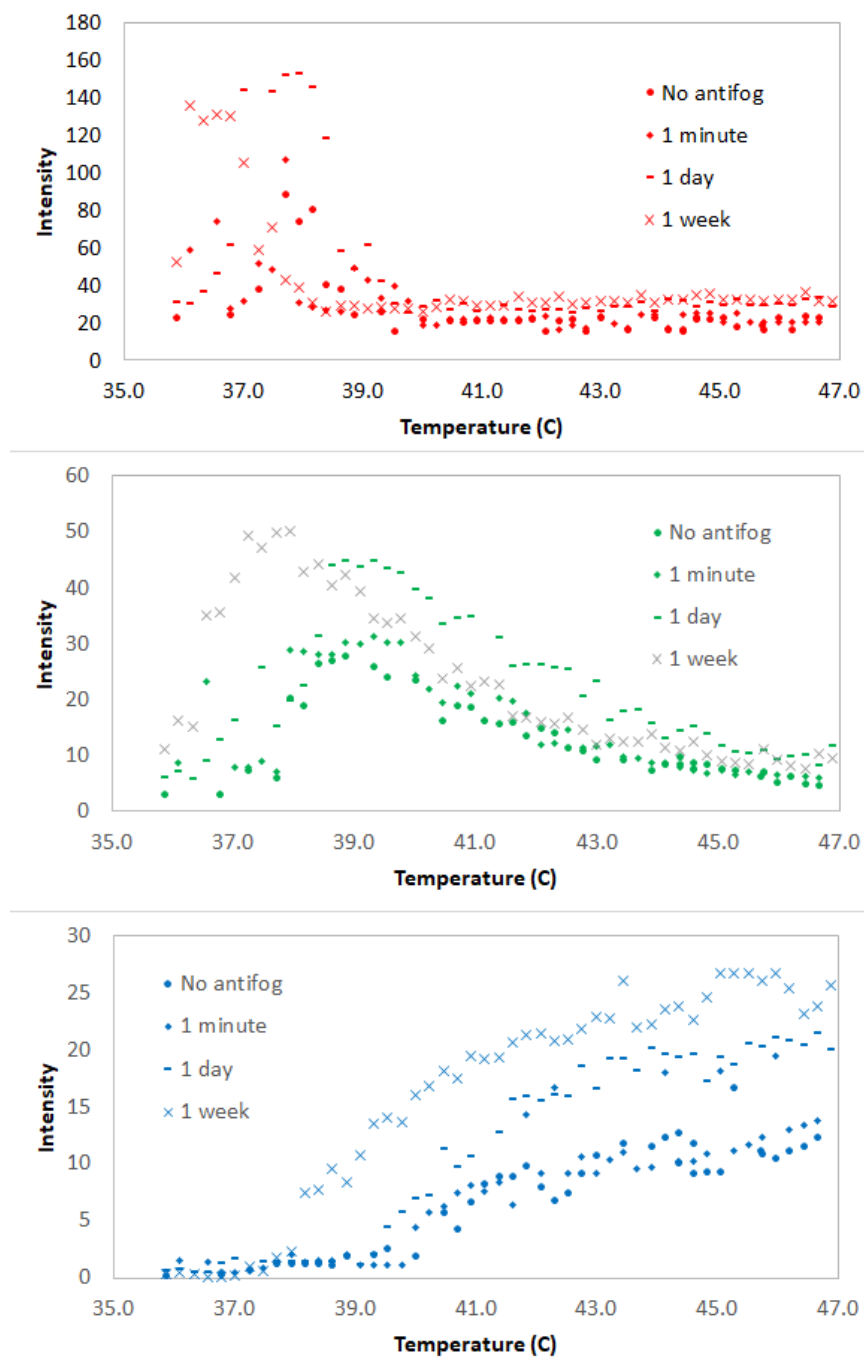 180
160
140
120
100
80
60
40
20
0
Intensity
No antifog
1 minute
1 day
1 week
35.0 37.0 39.0 41.0 43.0 45.0 47.0
Temperature (C)
60
50
40
30
20
10
0
Intensity
No antifog
1 minute
1 day
1 week
35.0 37.0 39.0 41.0 43.0 45.0 47.0
Temperature (C)
30
25
20
15
10
5
0
Intensity
No antifog
1 minute
1 day
1 week
35.0 37.0 39.0 41.0 43.0 45.0 47.0
Temperature (C)